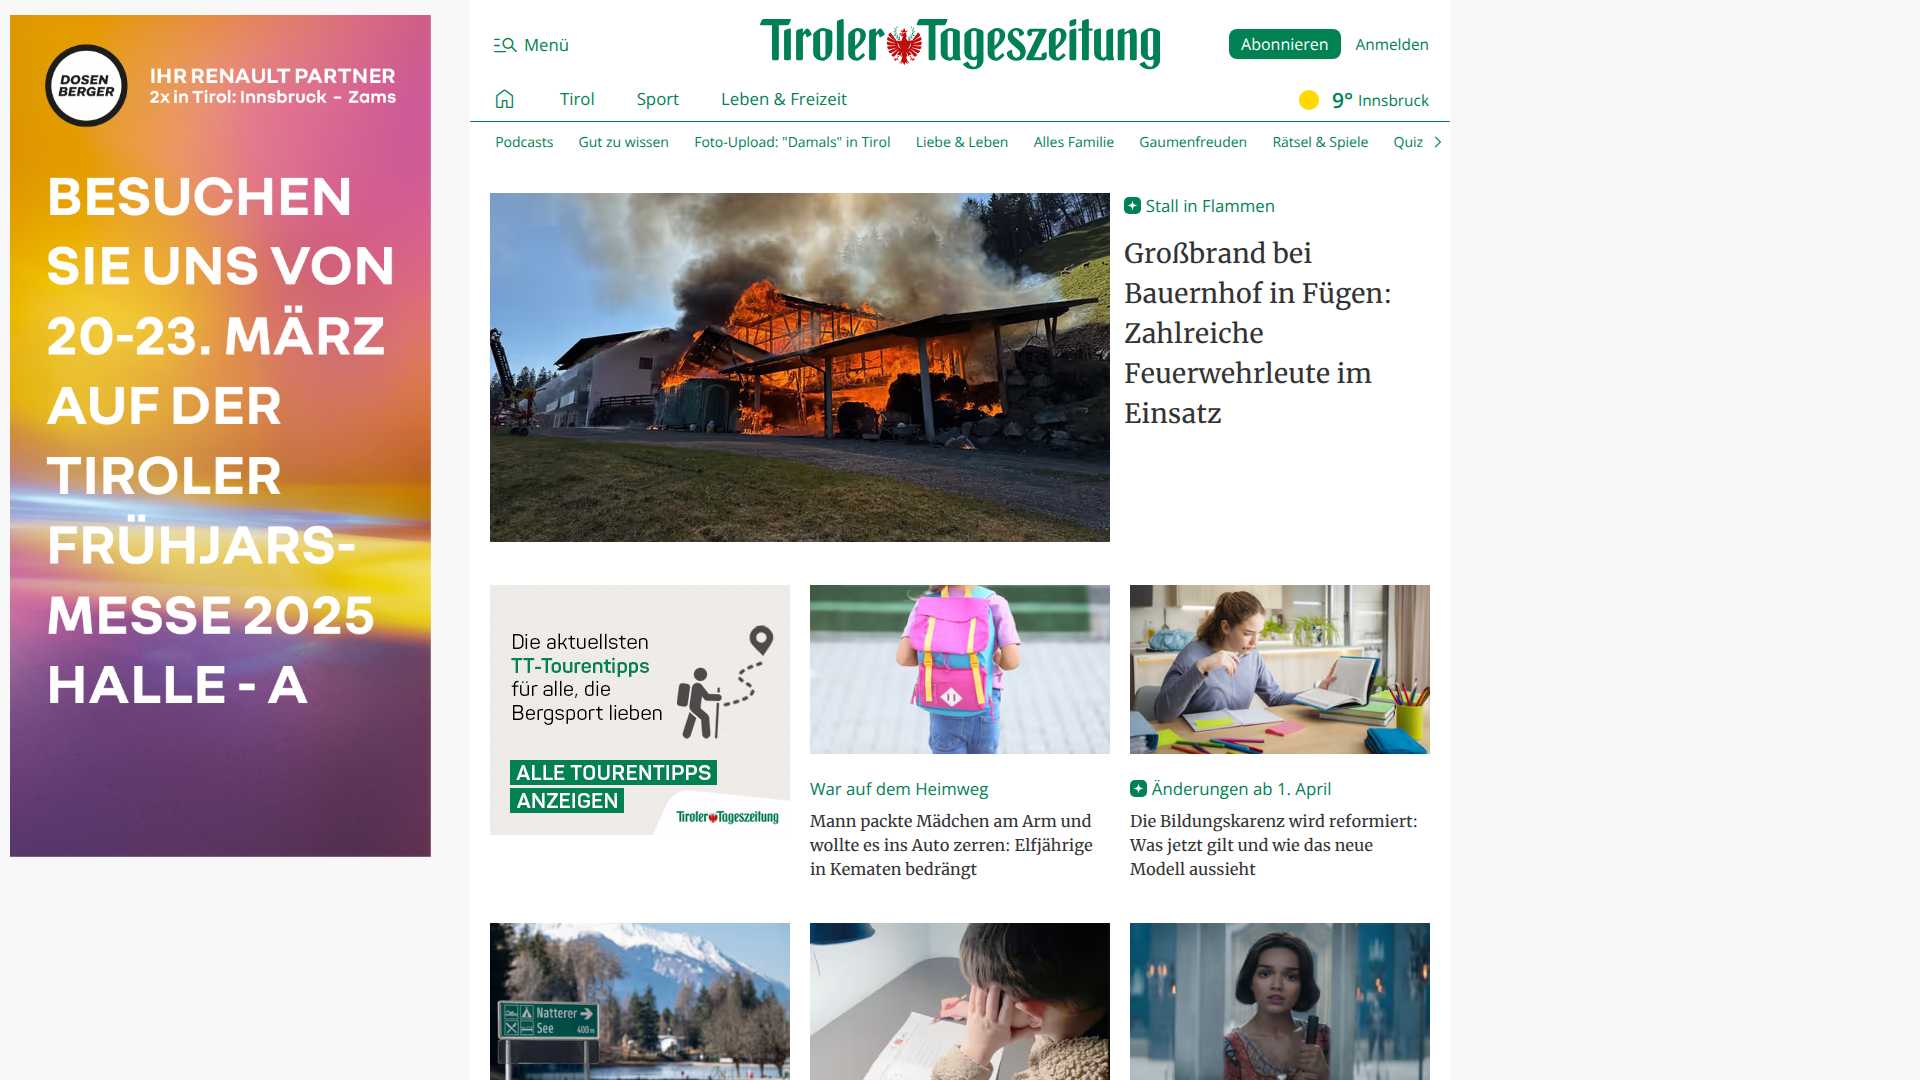 DOSEN
BERGER
IHR RENAULT PARTNER
2x in Tirol: Innsbruck - Zams
BESUCHEN
SIE UNS VON
20-23. MÄRZ
AUF DER
TIROLER
FRÜHJARS-
MESSE 2025
HALLE - A
Menü
Tiroler Tageszeitung
Abonnieren
Anmelden
Tirol
Sport
Leben & Freizeit
9° Innsbruck
Podcasts
Gut zu wissen
Foto-Upload: "Damals" in Tirol
Liebe & Leben
Alles Familie
Gaumenfreuden
Rätsel & Spiele
Quiz
Stall in Flammen
Großbrand bei
Bauernhof in Fügen:
Zahlreiche
Feuerwehrleute im
Einsatz
Die aktuellsten
TT-Tourentipps
für alle, die
Bergsport lieben
ALLE TOURENTIPPS
ANZEIGEN
Tiroler Tageszeitung
War auf dem Heimweg
Mann packte Mädchen am Arm und
wollte es ins Auto zerren: Elfjährige
in Kematen bedrängt
Änderungen ab 1. April
Die Bildungskarenz wird reformiert:
Was jetzt gilt und wie das neue
Modell aussieht
Natterer
See 400 m